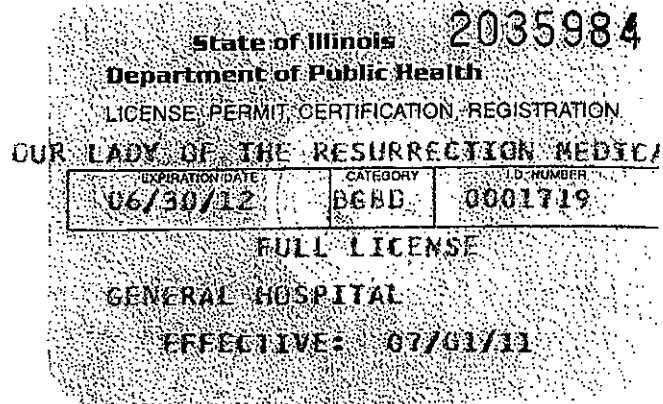 2035984
State of Illinois
Department of Public Health
LICENSE, PERMIT, CERTIFICATION, REGISTRATION
OUR LADY OF THE RESURRECTION MEDICA
EXPIRATION DATE CATEGORY I.D. NUMBER
06/30/12 BGBD 0001719
FULL LICENSE
GENERAL HOSPITAL
EFFECTIVE: 07/01/11